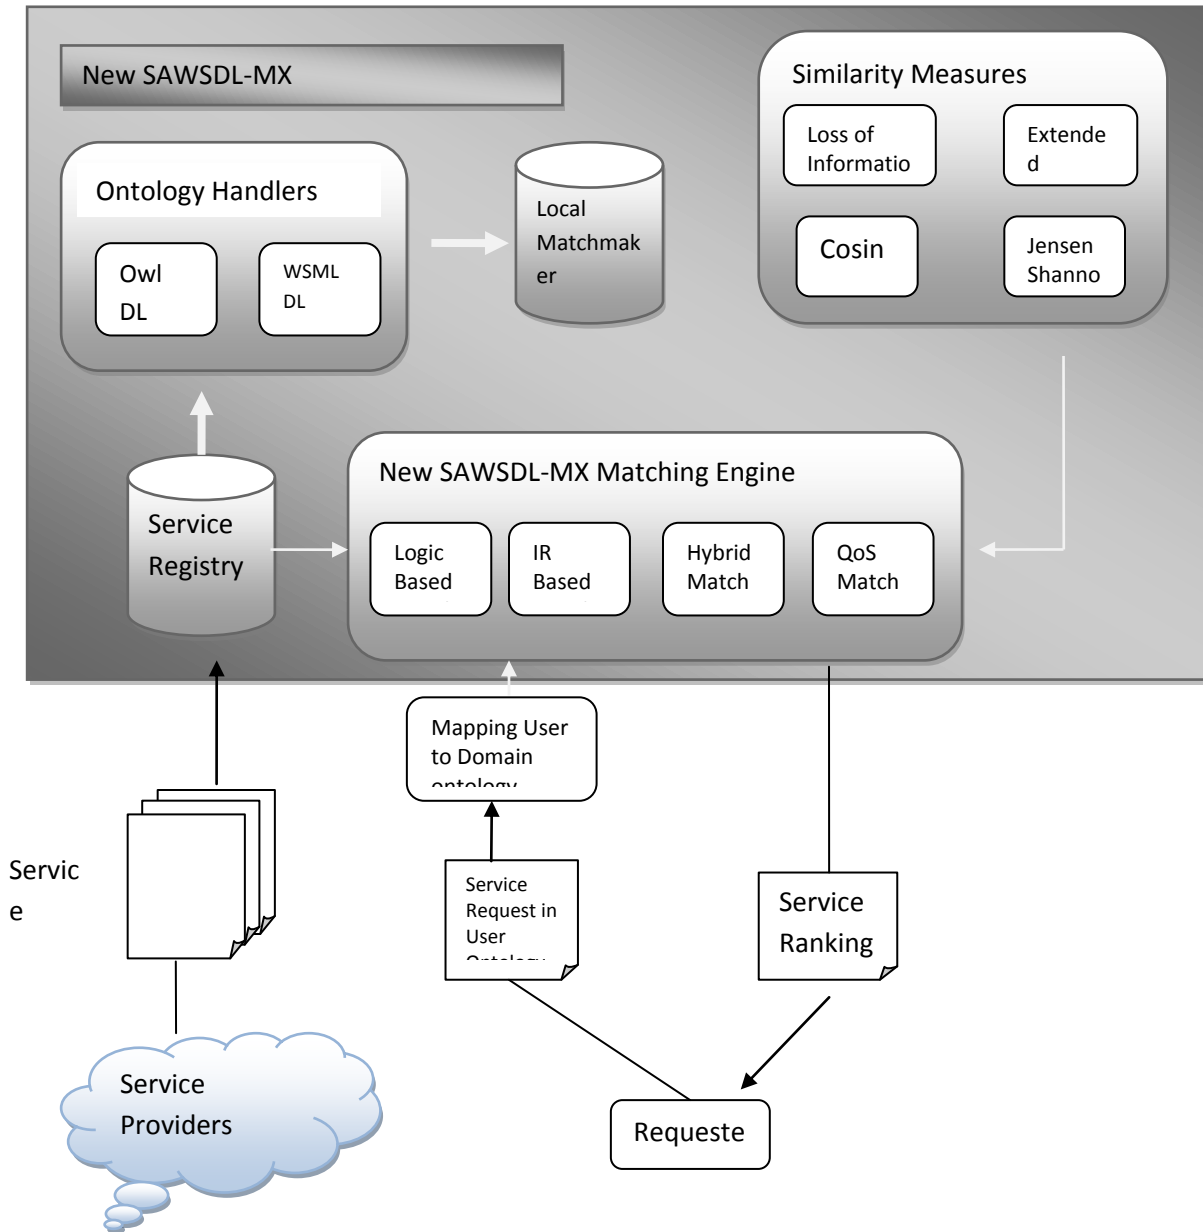 New SAWSDL-MX
Similarity Measures
Loss of
Informatio
Extende
d
Cosin
Jensen
Shanno
Ontology Handlers
Owl
DL
WSML
DL
Local
Matchmak
er
Service
Registry
New SAWSDL-MX Matching Engine
Logic
Based
IR
Based
Hybrid
Match
QoS
Match
Mapping User
to Domain
ontology
Servic
e
Service
Request in
User
Ontology
Service
Ranking
Service
Providers
Requeste